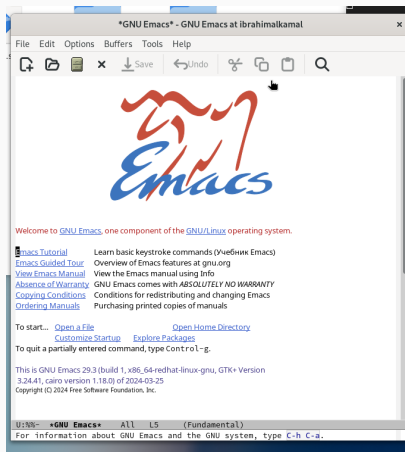 *GNU Emacs* - GNU Emacs at ibrahimalkamal ×
File Edit Options Buffers Tools Help
Save Undo
Emacs
Welcome to GNU Emacs, one component of the GNU/Linux operating system.
Emacs Tutorial Learn basic keystroke commands (Учебник Emacs)
Emacs Guided Tour Overview of Emacs features at gnu.org
View Emacs Manual View the Emacs manual using Info
Absence of Warranty GNU Emacs comes with ABSOLUTELY NO WARRANTY
Copying Conditions Conditions for redistributing and changing Emacs
Ordering Manuals Purchasing printed copies of manuals
To start... Open a File Open Home Directory
Customize Startup Explore Packages
To quit a partially entered command, type Control-g.
This is GNU Emacs 29.3 (build 1, x86_64-redhat-linux-gnu, GTK+ Version
3.24.41, cairo version 1.18.0) of 2024-03-25
Copyright (C) 2024 Free Software Foundation, Inc.
U:%%- *GNU Emacs* All L5 (Fundamental)
For information about GNU Emacs and the GNU system, type C-h C-a.